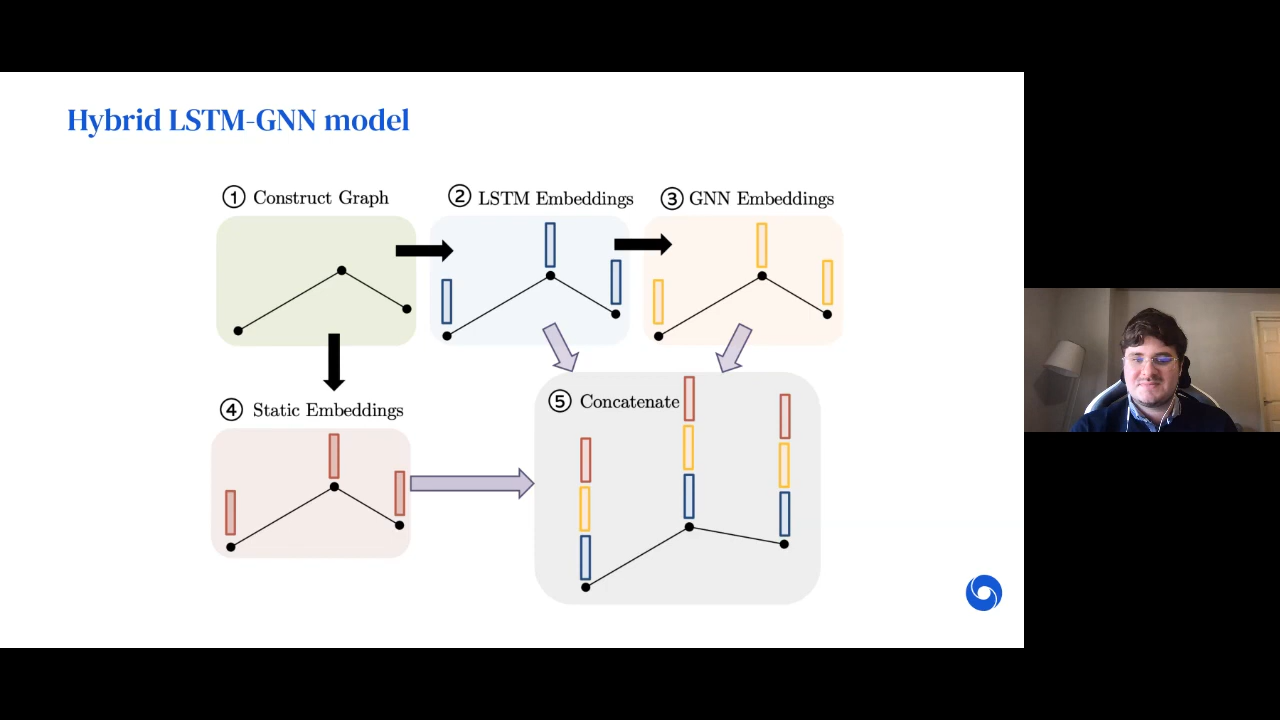 Hybrid LSTM-GNN model
① Construct Graph
② LSTM Embeddings
③ GNN Embeddings
④ Static Embeddings
⑤ Concatenate